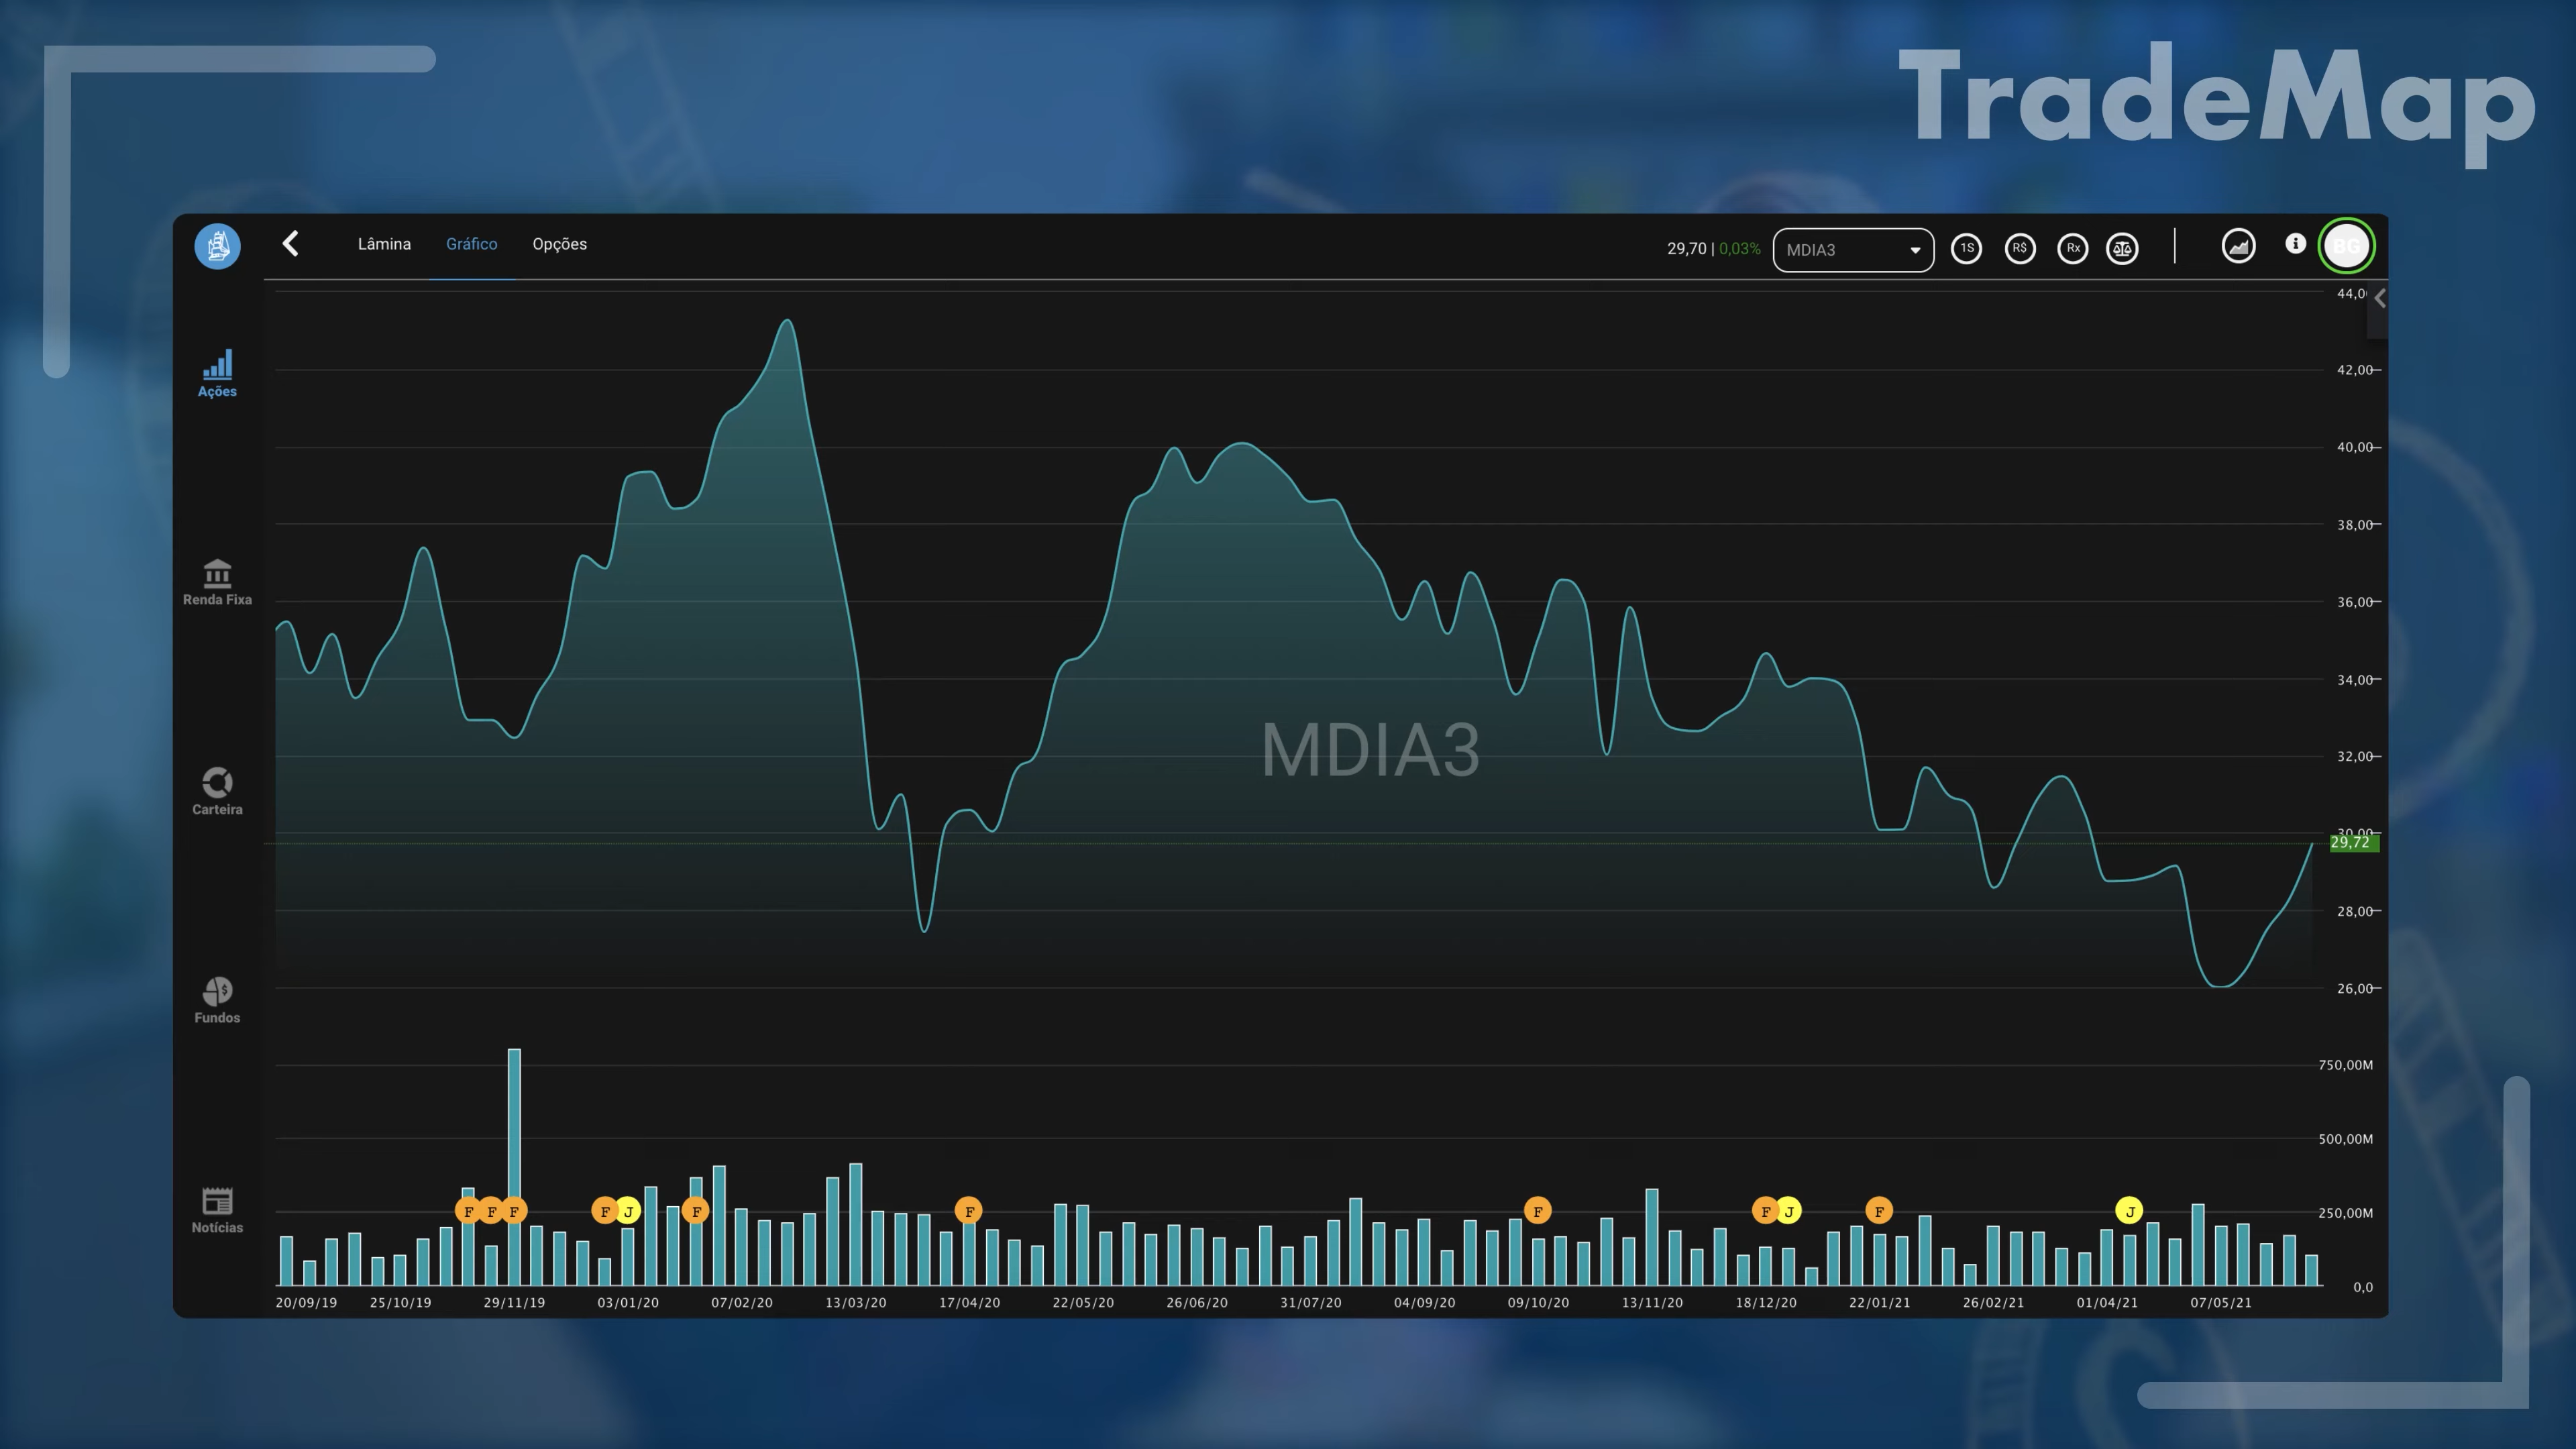 TradeMap
Lâmina
Gráfico
Opções
29,70 | 0,03%
MDIA3
1S
R$
Rx
i
BG
Ações
Renda Fixa
Carteira
Fundos
Notícias
MDIA3
44,0
42,00
40,00
38,00
36,00
34,00
32,00
30,00
29,72
28,00
26,00
750,00M
500,00M
250,00M
0,0
F F F F J F F F F J F J
20/09/19 25/10/19 29/11/19 03/01/20 07/02/20 13/03/20 17/04/20 22/05/20 26/06/20 31/07/20 04/09/20 09/10/20 13/11/20 18/12/20 22/01/21 26/02/21 01/04/21 07/05/21